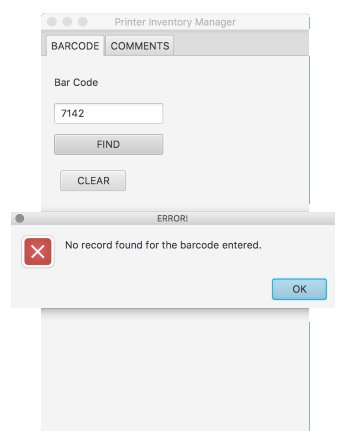 Printer Inventory Manager
BARCODE COMMENTS
Bar Code
7142
FIND
CLEAR
ERROR!
No record found for the barcode entered.
OK